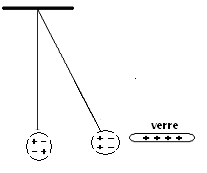 verre
+ + + +
+ - + -
- + + -